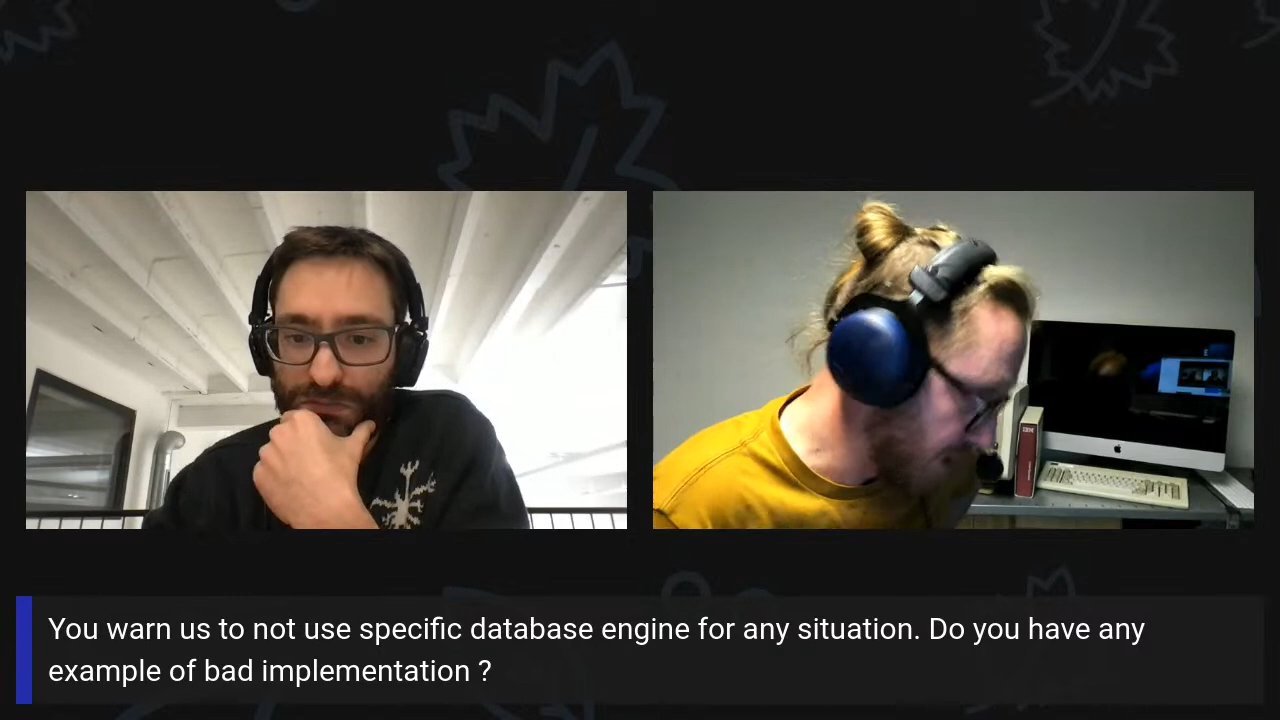 IBM
You warn us to not use specific database engine for any situation. Do you have any
example of bad implementation ?